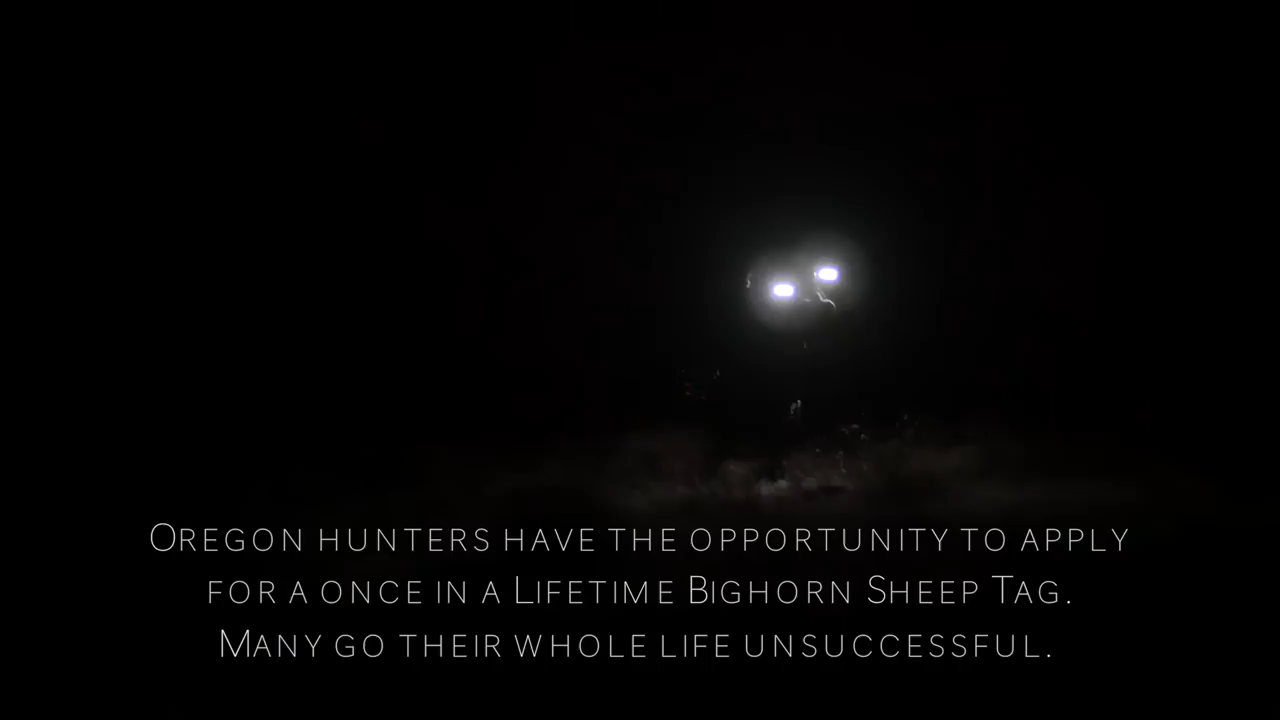 Oregon hunters have the opportunity to apply
for a once in a Lifetime Bighorn Sheep Tag.
Many go their whole life unsuccessful.